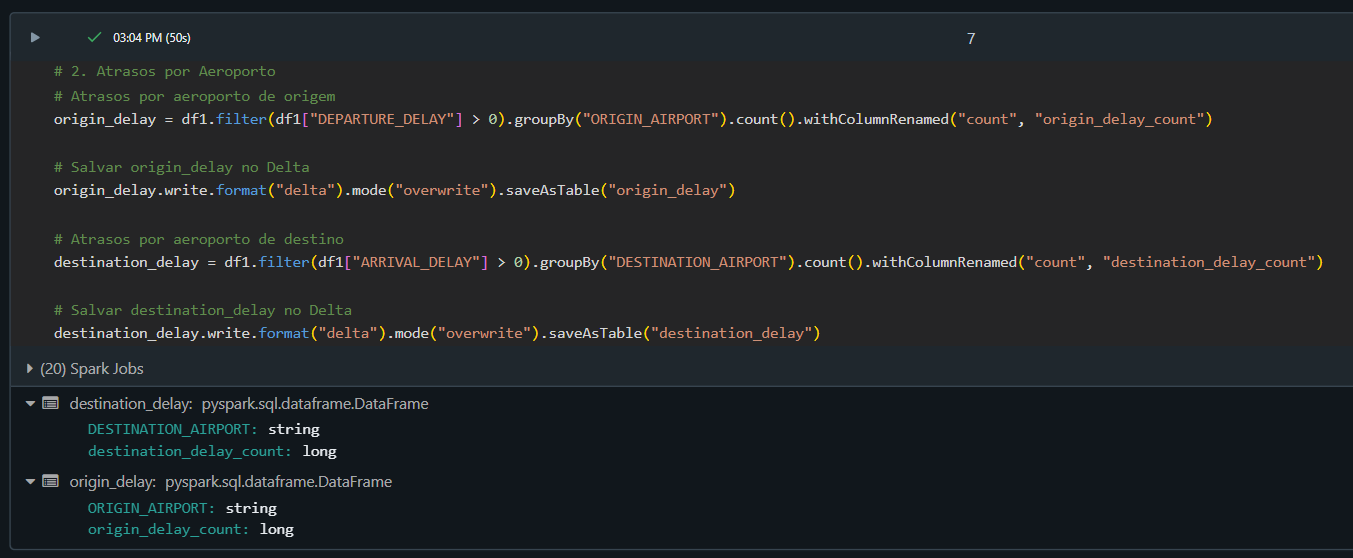 03:04 PM (50s)
7
# 2. Atrasos por Aeroporto
# Atrasos por aeroporto de origem
origin_delay = df1.filter(df1["DEPARTURE_DELAY"] > 0).groupBy("ORIGIN_AIRPORT").count().withColumnRenamed("count", "origin_delay_count")
# Salvar origin_delay no Delta
origin_delay.write.format("delta").mode("overwrite").saveAsTable("origin_delay")
# Atrasos por aeroporto de destino
destination_delay = df1.filter(df1["ARRIVAL_DELAY"] > 0).groupBy("DESTINATION_AIRPORT").count().withColumnRenamed("count", "destination_delay_count")
# Salvar destination_delay no Delta
destination_delay.write.format("delta").mode("overwrite").saveAsTable("destination_delay")
(20) Spark Jobs
destination_delay: pyspark.sql.dataframe.DataFrame
DESTINATION_AIRPORT: string
destination_delay_count: long
origin_delay: pyspark.sql.dataframe.DataFrame
ORIGIN_AIRPORT: string
origin_delay_count: long